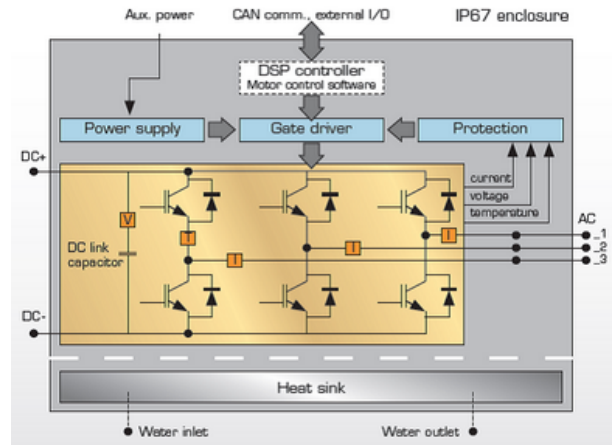 Aux. power
CAN comm., external I/O
IP67 enclosure
DSP controller
Motor control software
Power supply
Gate driver
Protection
DC+
current
voltage
temperature
AC
V
T
I
I
I
_1
_2
_3
DC link
capacitor
DC-
Heat sink
Water inlet
Water outlet